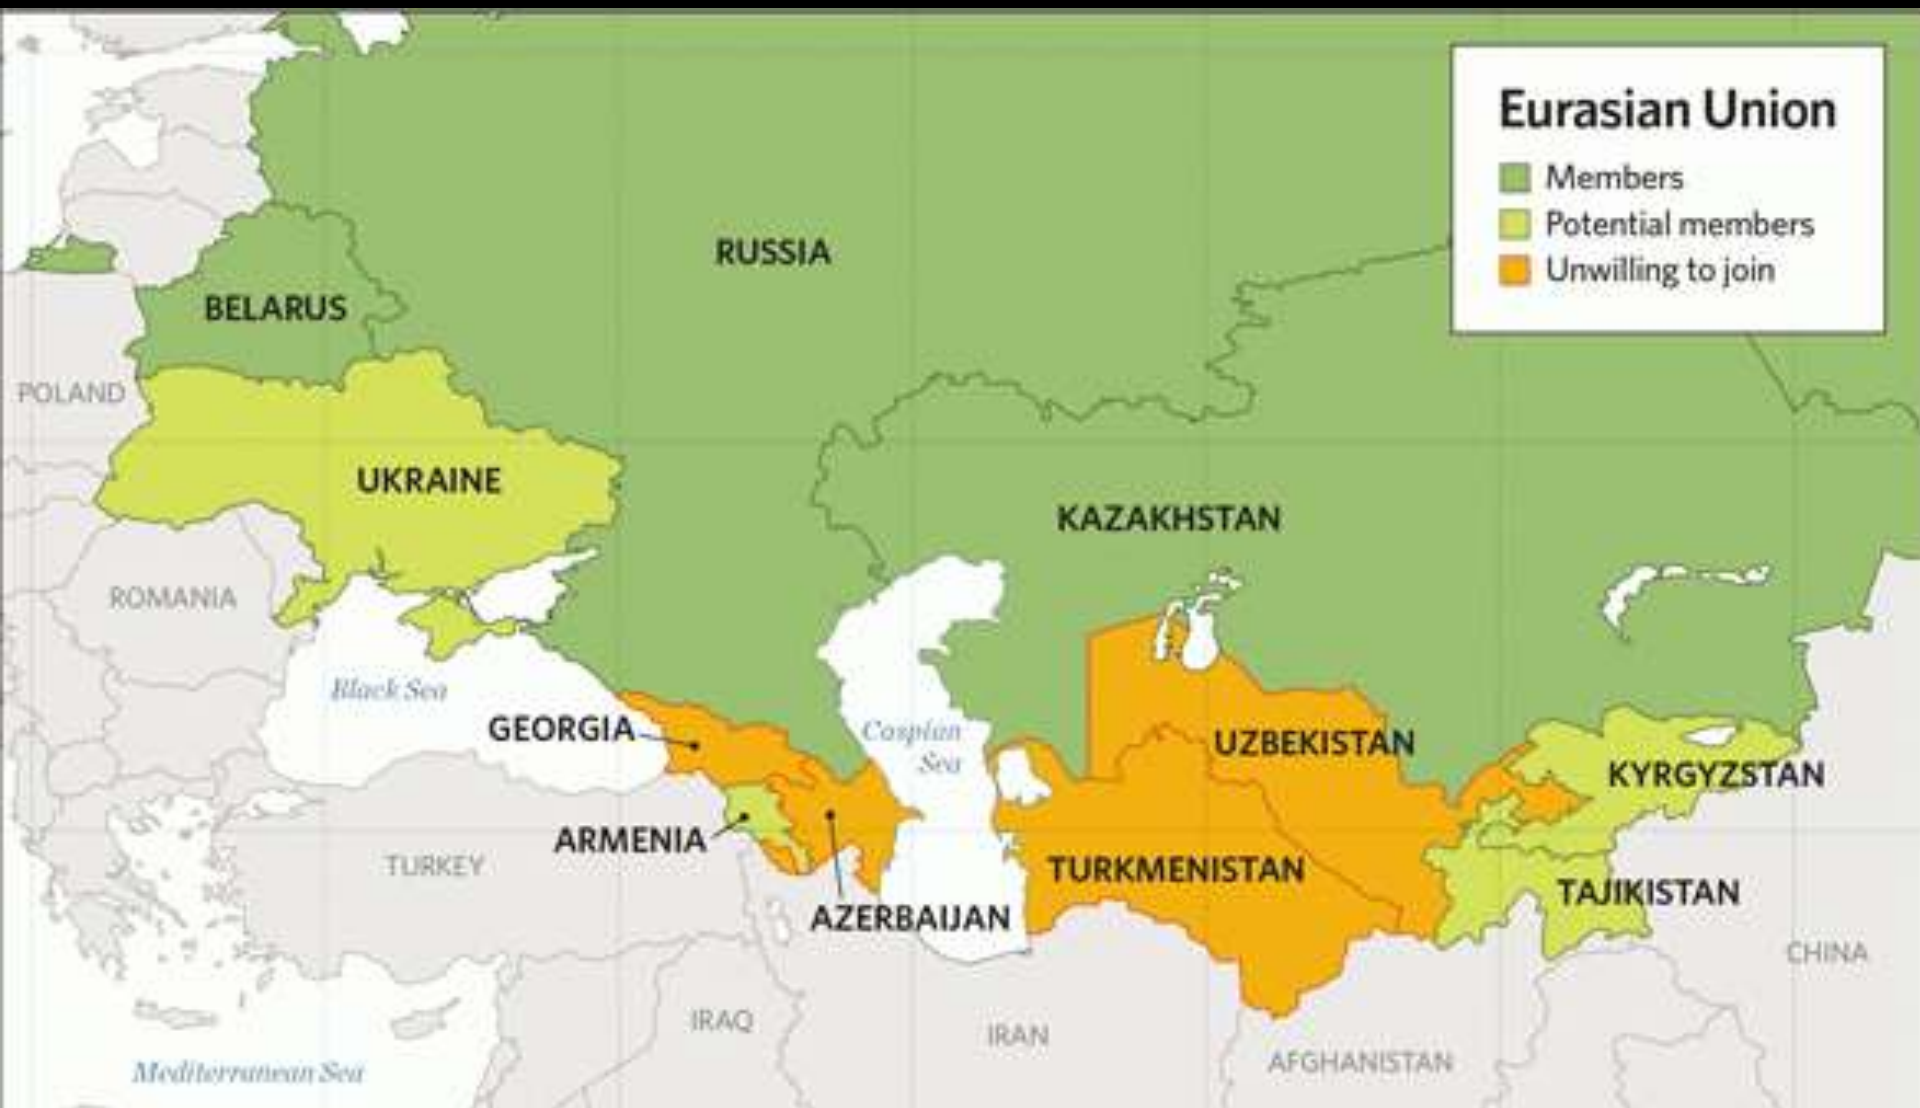 Eurasian Union
Members
Potential members
Unwilling to join
RUSSIA
BELARUS
POLAND
UKRAINE
KAZAKHSTAN
ROMANIA
Black Sea
GEORGIA
Caspian
Sea
UZBEKISTAN
KYRGYZSTAN
ARMENIA
TURKEY
TURKMENISTAN
TAJIKISTAN
AZERBAIJAN
CHINA
IRAQ
IRAN
AFGHANISTAN
Mediterranean Sea